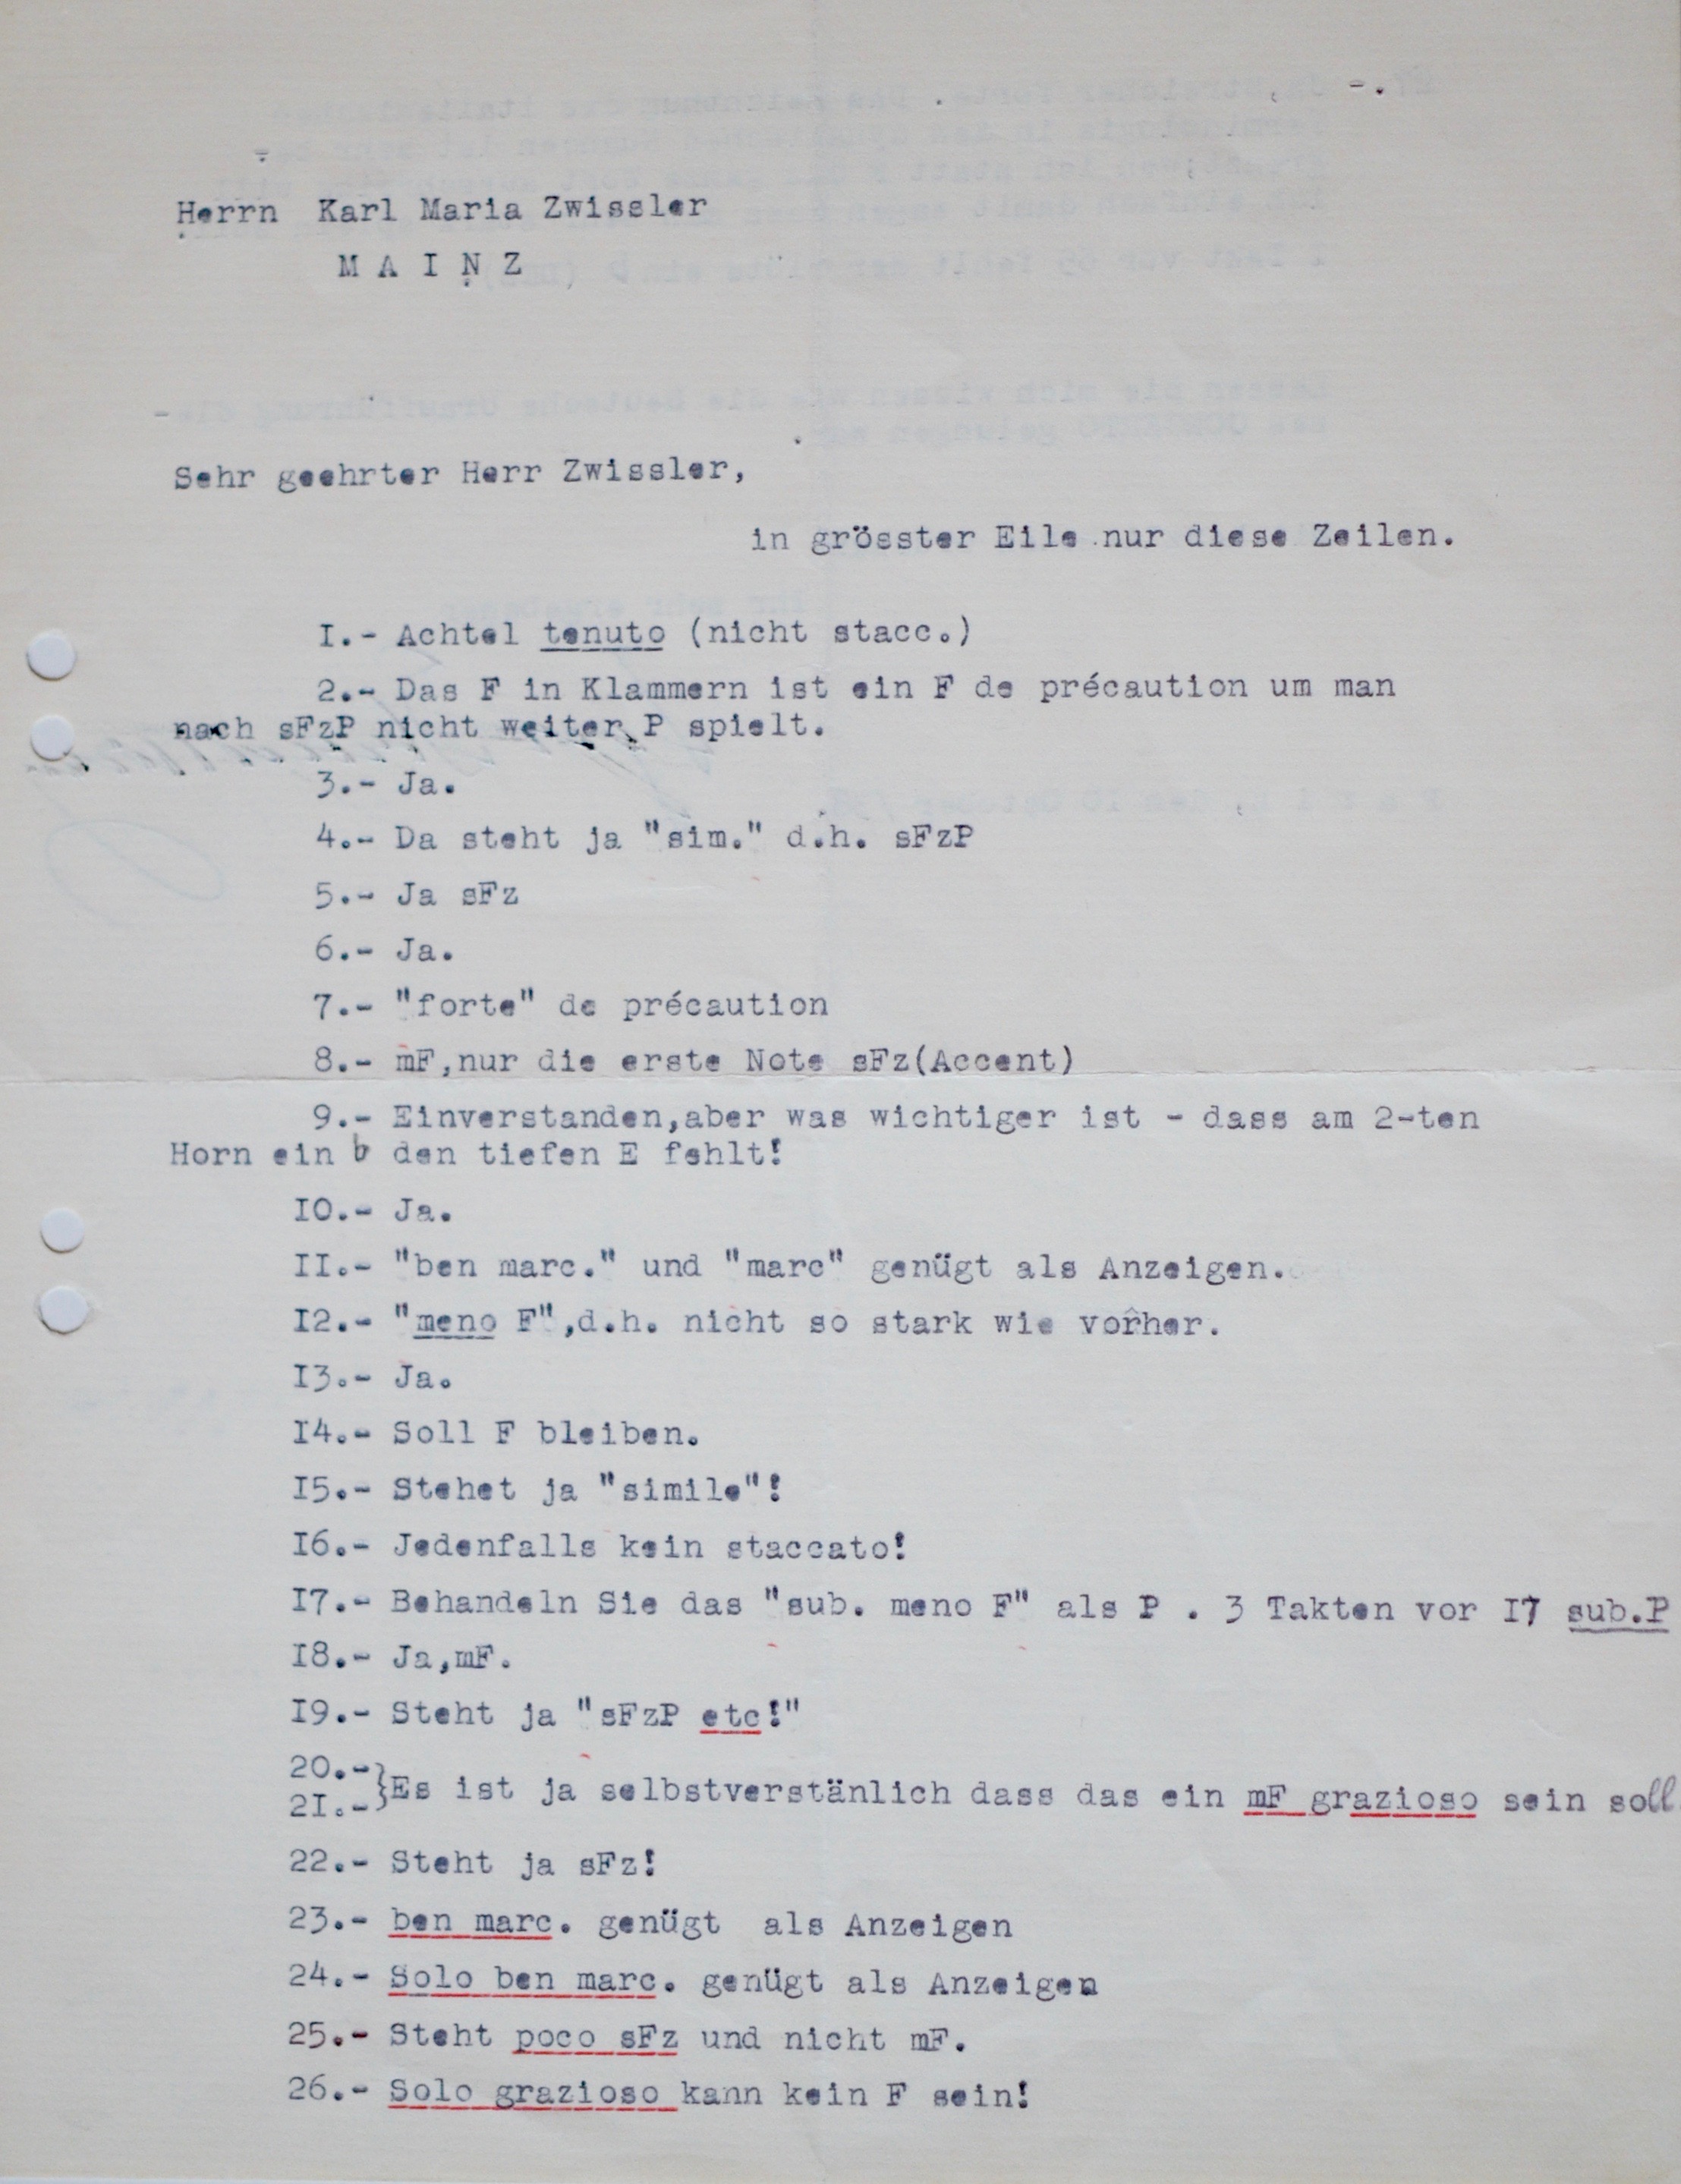 Herrn Karl Maria Zwissler
M A I N Z
Sehr geehrter Herr Zwissler,
in grösster Eile nur diese Zeilen.
I.- Achtel tenuto (nicht stacc.)
2.- Das F in Klammern ist ein F de précaution um man
nach sFzP nicht weiter P spielt.
3.- Ja.
4.- Da steht ja "sim." d.h. sFzP
5.- Ja sFz
6.- Ja.
7.- "forte" de précaution
8.- mF,nur die erste Note sFz(Accent)
9.- Einverstanden,aber was wichtiger ist - dass am 2-ten
Horn ein ♭ den tiefen E fehlt!
IO.- Ja.
II.- "ben marc." und "marc" genügt als Anzeigen.
I2.- "meno F",d.h. nicht so stark wie vorher.
I3.- Ja.
I4.- Soll F bleiben.
I5.- Stehet ja "simile"!
I6.- Jedenfalls kein staccato!
I7.- Behandeln Sie das "sub. meno F" als P . 3 Takten vor I7 sub.P
I8.- Ja,mF.
I9.- Steht ja "sFzP etc!"
20.-
2I.-}Es ist ja selbstverstänlich dass das ein mF grazioso sein soll
22.- Steht ja sFz!
23.- ben marc. genügt als Anzeigen
24.- Solo ben marc. genügt als Anzeigen
25.- Steht poco sFz und nicht mF.
26.- Solo grazioso kann kein F sein!